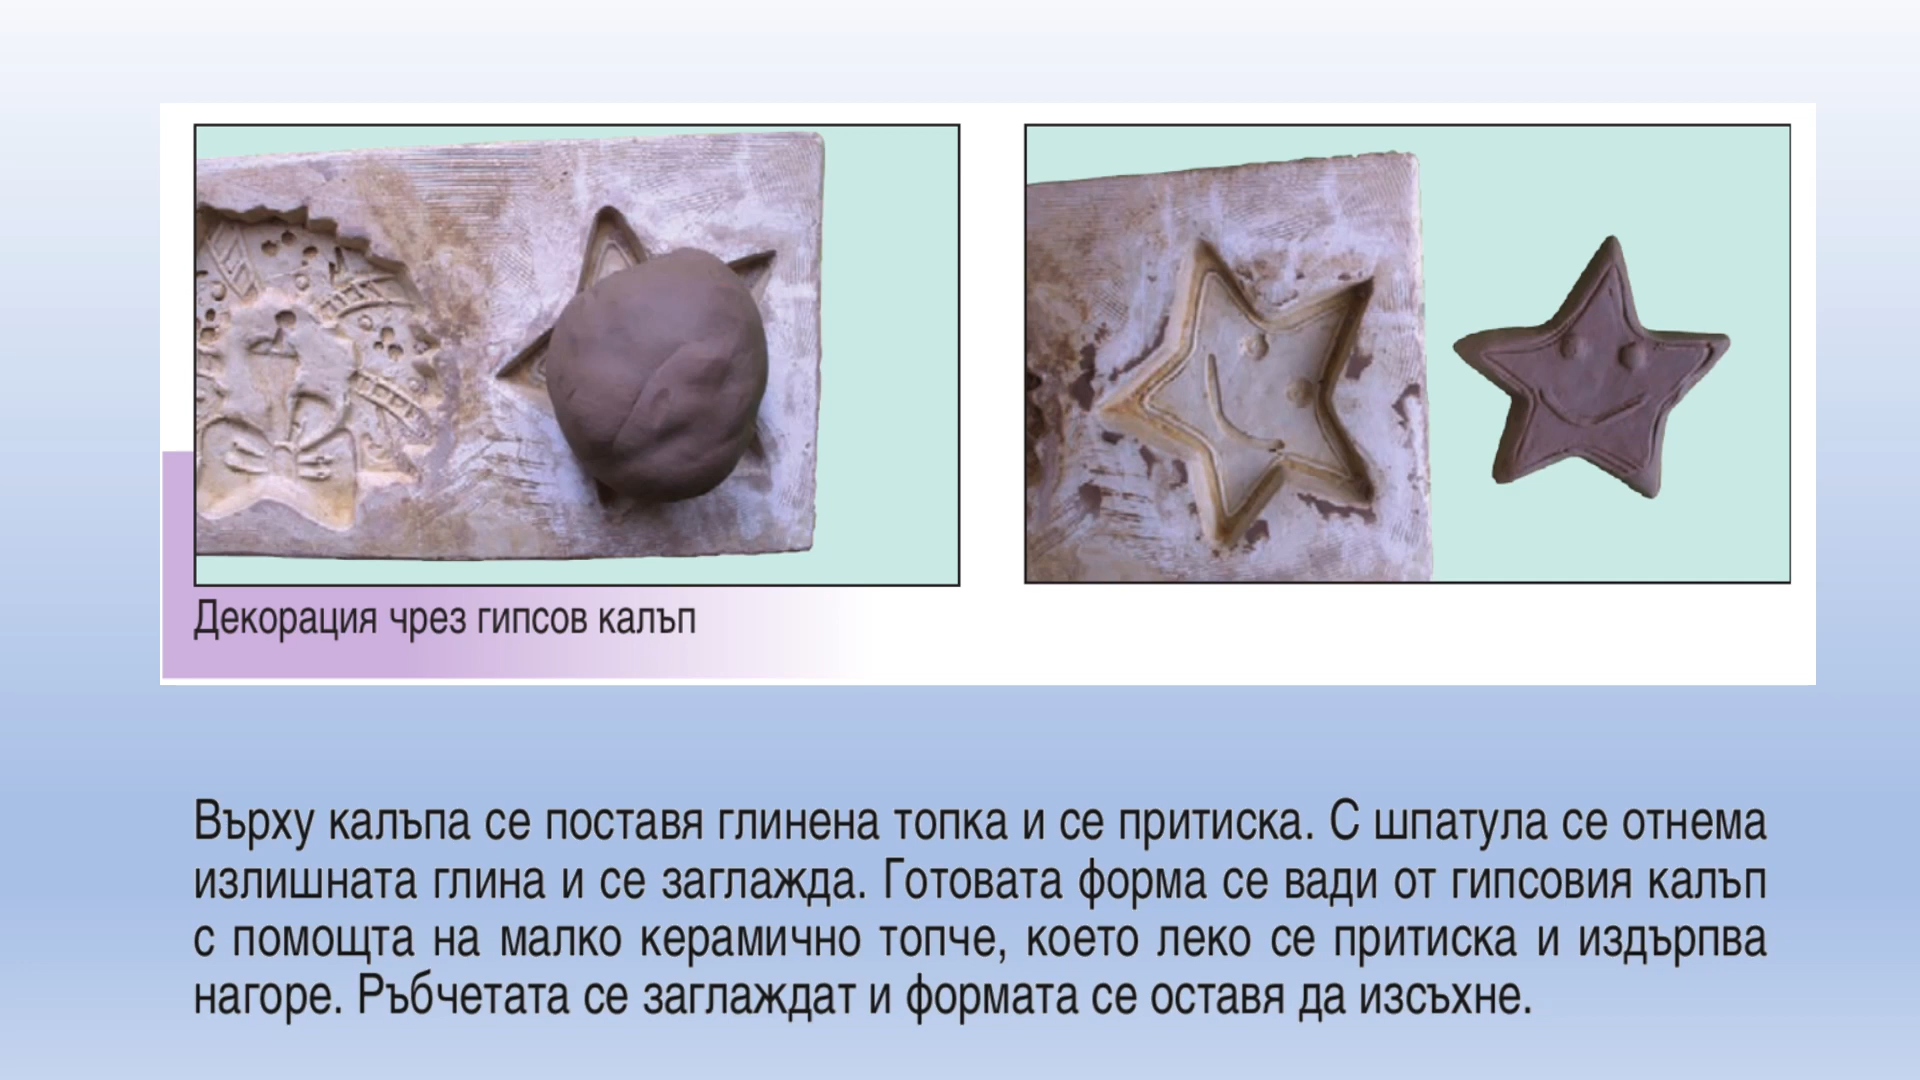 Декорация чрез гипсов калъп
Върху калъпа се поставя глинена топка и се притиска. С шпатула се отнема
излишната глина и се заглажда. Готовата форма се вади от гипсовия калъп
с помощта на малко керамично топче, което леко се притиска и издърпва
нагоре. Ръбчетата се заглаждат и формата се оставя да изсъхне.